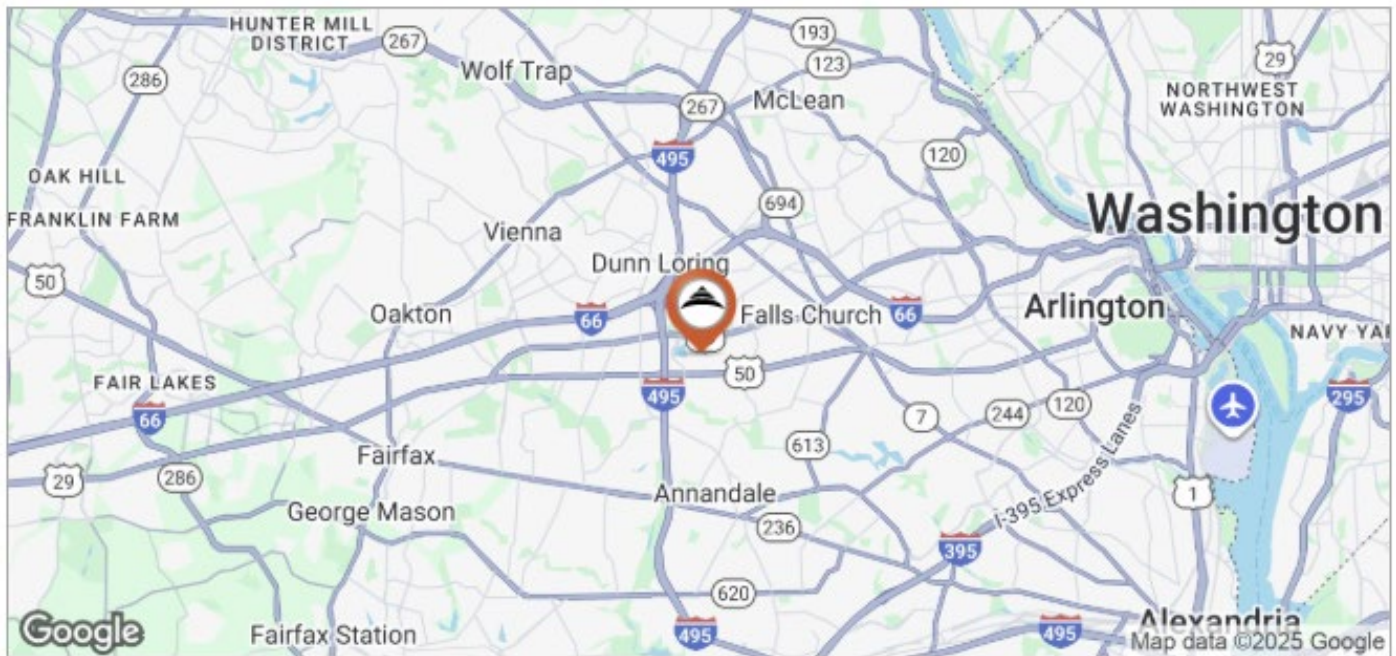 HUNTER MILL
DISTRICT
267
193
29
286
Wolf Trap
123
McLean
NORTHWEST
WASHINGTON
267
495
120
OAK HILL
FRANKLIN FARM
694
Washington
Vienna
Dunn Loring
50
Oakton
66
Falls Church
66
Arlington
NAVY YA
FAIR LAKES
50
495
66
295
120
244
7
613
Fairfax
29
286
Annandale
1
George Mason
236
I-395 Express Lanes
395
620
Google
Fairfax Station
495
495
Alexandria
Map data ©2025 Google